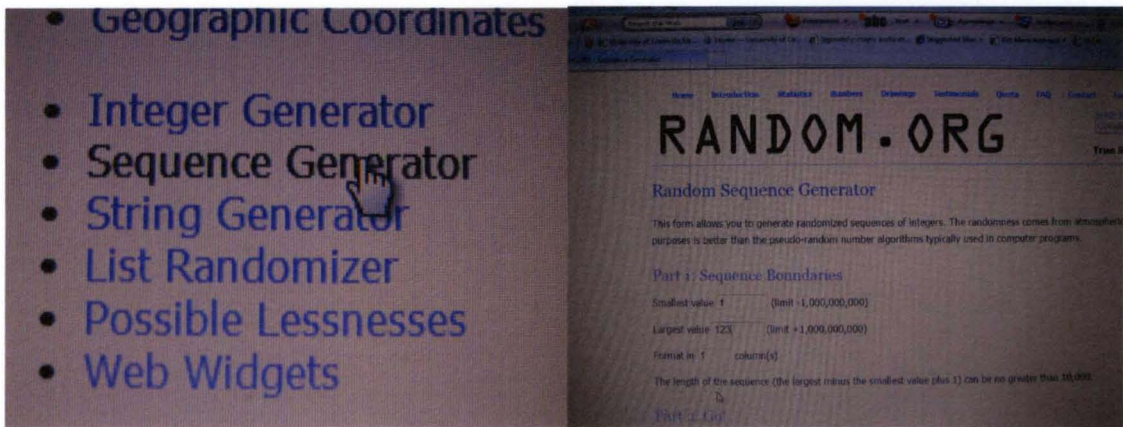 Geographic Coordinates
• Integer Generator
• Sequence Generator
• String Generator
• List Randomizer
• Possible Lessnesses
• Web Widgets
Home Introduction Statistics Numbers Drawings Testimonials Quota FAQ Contact
RANDOM.ORG
Random Sequence Generator
This form allows you to generate randomized sequences of integers. The randomness comes from atmospheric
purposes is better than the pseudo-random number algorithms typically used in computer programs.
Part 1: Sequence Boundaries
Smallest value 1 (limit -1,000,000,000)
Largest value 123 (limit +1,000,000,000)
Format in 1 column(s)
The length of the sequence (the largest minus the smallest value plus 1) can be no greater than 10,000.
Part 2: Go!